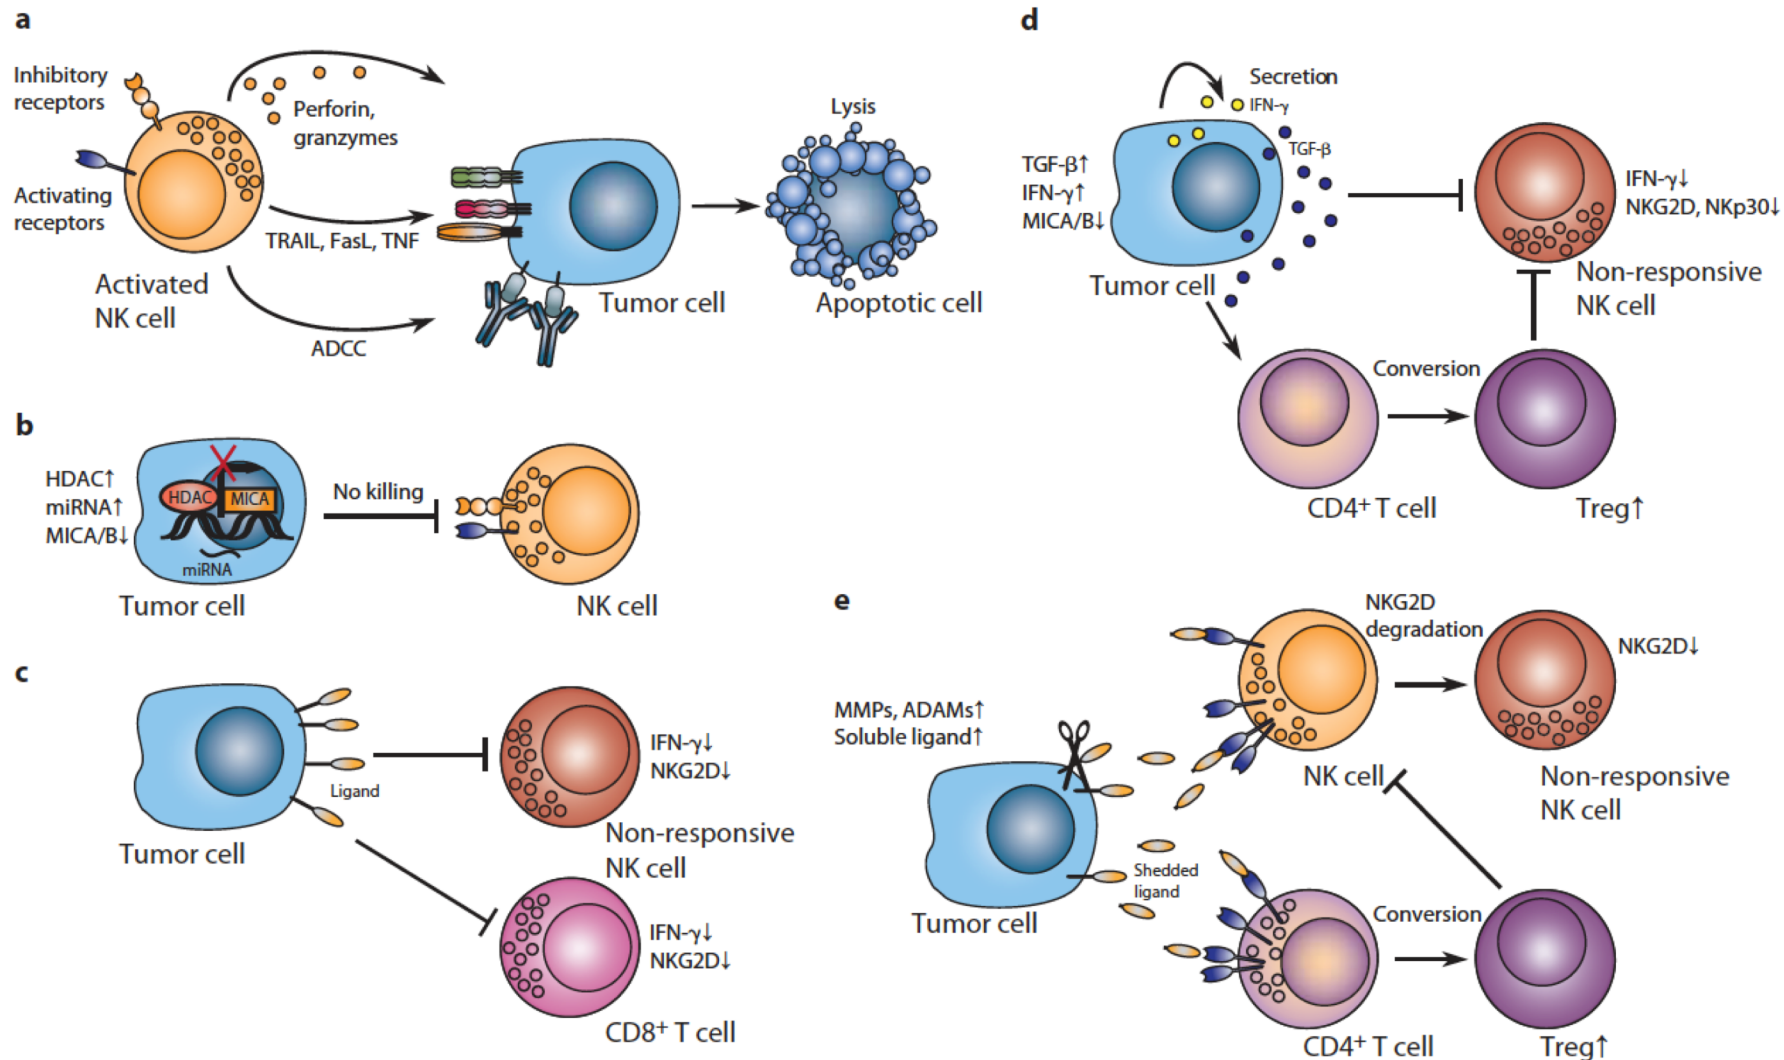 a
Inhibitory
receptors
Activating
receptors
Activated
NK cell
Perforin,
granzymes
TRAIL, FasL, TNF
ADCC
Tumor cell
Lysis
Apoptotic cell
b
HDAC↑
miRNA↑
MICA/B↓
HDAC
MICA
miRNA
Tumor cell
No killing
NK cell
c
Ligand
Tumor cell
IFN-γ↓
NKG2D↓
Non-responsive
NK cell
IFN-γ↓
NKG2D↓
CD8+ T cell
d
Secretion
IFN-γ
TGF-β
TGF-β↑
IFN-γ↑
MICA/B↓
Tumor cell
IFN-γ↓
NKG2D, NKp30↓
Non-responsive
NK cell
Conversion
CD4+ T cell
Treg↑
e
MMPs, ADAMs↑
Soluble ligand↑
Tumor cell
Shedded
ligand
NKG2D
degradation
NKG2D↓
NK cell
Non-responsive
NK cell
Conversion
CD4+ T cell
Treg↑